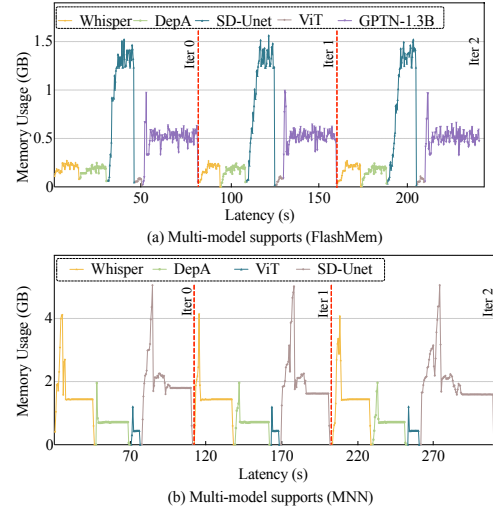 Whisper DepA SD-Unet ViT GPTN-1.3B
Memory Usage (GB)
1.5
1
0.5
0
Iter 0
Iter 1
Iter 2
50 100 150 200
Latency (s)
(a) Multi-model supports (FlashMem)
Whisper DepA ViT SD-Unet
Memory Usage (GB)
4
2
0
Iter 0
Iter 1
Iter 2
70 120 170 220 270
Latency (s)
(b) Multi-model supports (MNN)